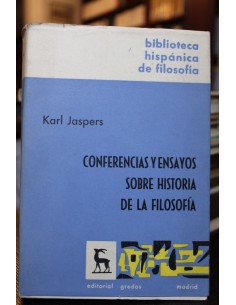 biblioteca
hispánica
de filosofía
Karl Jaspers
CONFERENCIAS Y ENSAYOS
SOBRE HISTORIA
DE LA FILOSOFÍA
editorial gredos madrid